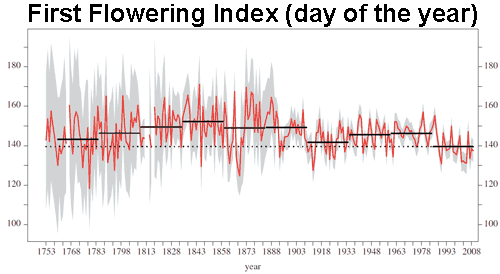 First Flowering Index (day of the year)
180 180
160 160
140 140
120 120
100 100
1753 1768 1783 1798 1813 1828 1843 1858 1873 1888 1903 1918 1933 1948 1963 1978 1993 2008
year